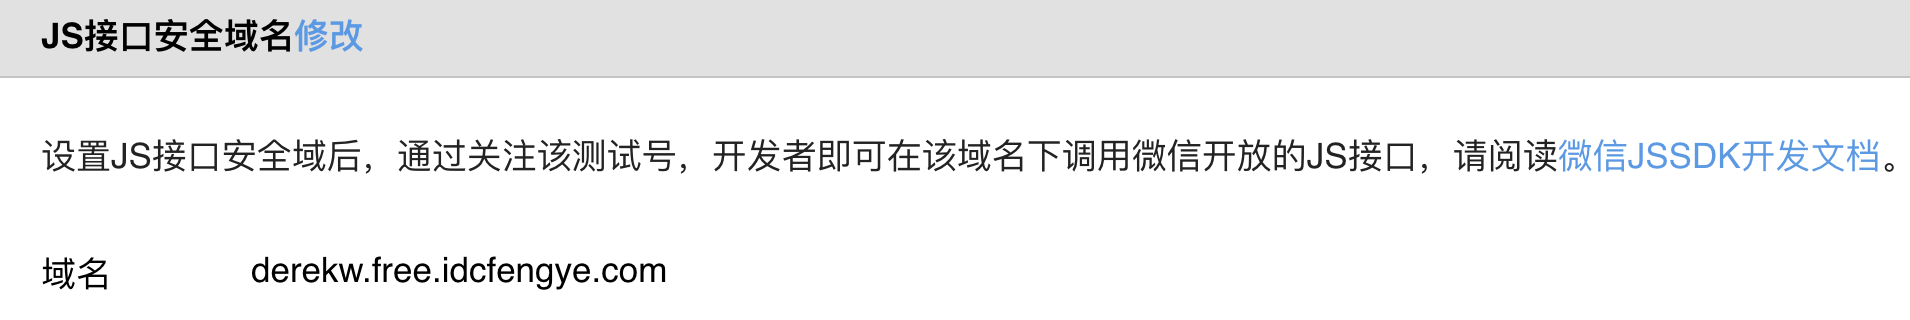 JS接口安全域名修改
设置JS接口安全域后，通过关注该测试号，开发者即可在该域名下调用微信开放的JS接口，请阅读微信JSSDK开发文档。
域名 derekw.free.idcfengye.com